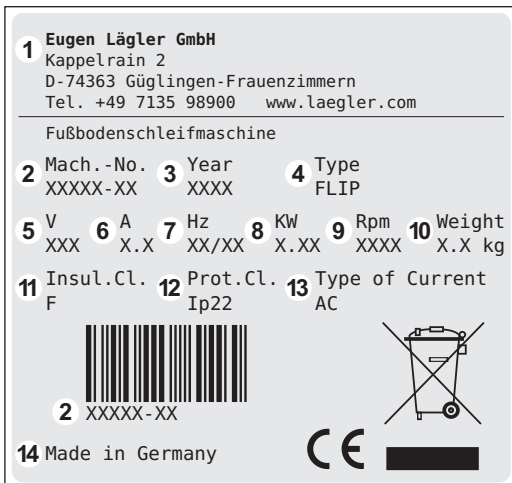 1 Eugen Lägler GmbH
Kappelrain 2
D-74363 Güglingen-Frauenzimmern
Tel. +49 7135 98900 www.laegler.com
Fußbodenschleifmaschine
2 Mach.-No. 3 Year 4 Type
XXXXX-XX XXXX FLIP
5 V 6 A 7 Hz 8 KW 9 Rpm 10 Weight
XXX X.X XX/XX X.XX XXXX X.X kg
11 Insul.Cl. 12 Prot.Cl. 13 Type of Current
F Ip22 AC
2 XXXXX-XX
14 Made in Germany CE